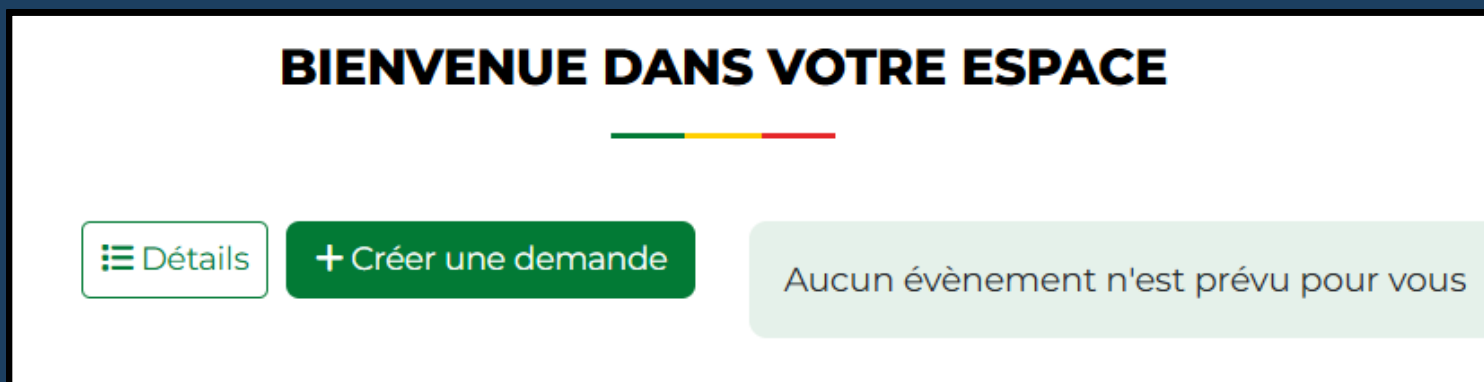 BIENVENUE DANS VOTRE ESPACE
Détails
Créer une demande
Aucun évènement n'est prévu pour vous